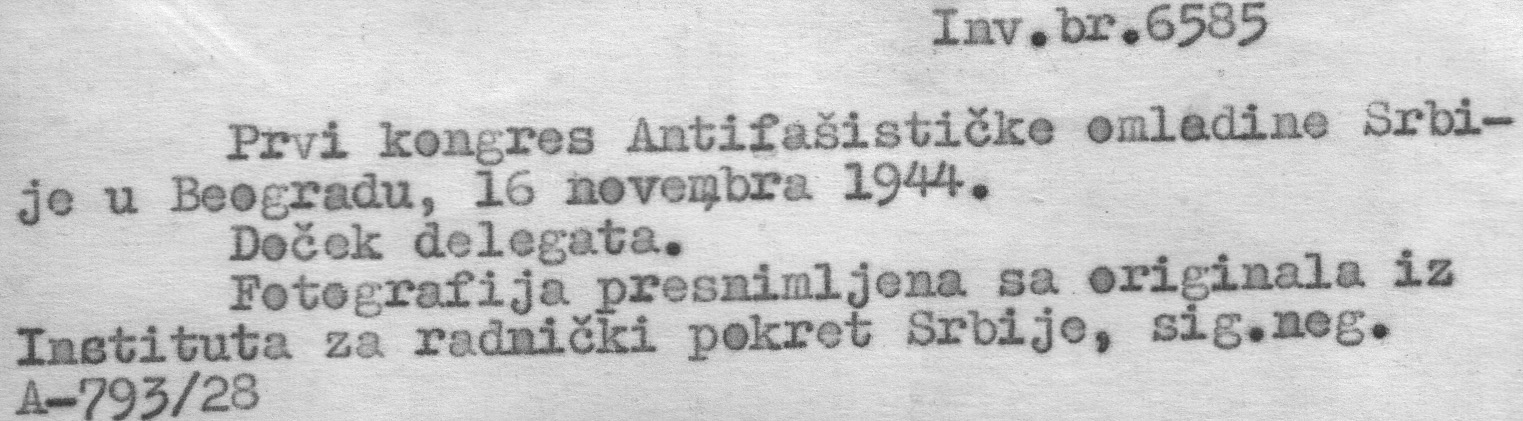 Inv.br.6585
Prvi kongres Antifašističke omladine Srbi-
je u Beogradu, 16 novembra 1944.
Doček delegata.
Fotografija presnimljena sa originala iz
Instituta za radnički pokret Srbije, sig.neg.
A-793/28